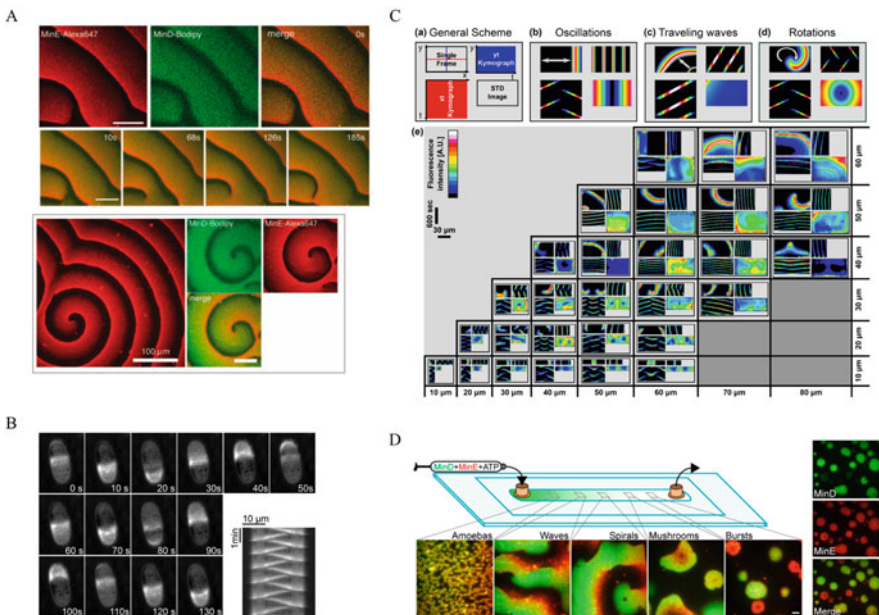 A
MinE-Alexa647
MinD-Bodipy
merge
0s
10s
68s
126s
185s
MinD-Bodipy
MinE-Alexa647
merge
100 µm
B
0 s
10 s
20 s
30s
40s
50s
60 s
70s
80 s
90s
100s
110s
120 s
130 s
10 µm
1min
C
(a) General Scheme
(b) Oscillations
(c) Traveling waves
(d) Rotations
y
Single
Frame
x
y
yt
Kymograph
t
xt
Kymograph
t
STD
Image
(e)
Fluorescence
intensity [A.U.]
600 sec
30 µm
60 µm
50 µm
40 µm
30 µm
20 µm
10 µm
10 µm
20 µm
30 µm
40 µm
50 µm
60 µm
70 µm
80 µm
D
MinD+MinE+ATP
Amoebas
Waves
Spirals
Mushrooms
Bursts
MinD
MinE
Merge